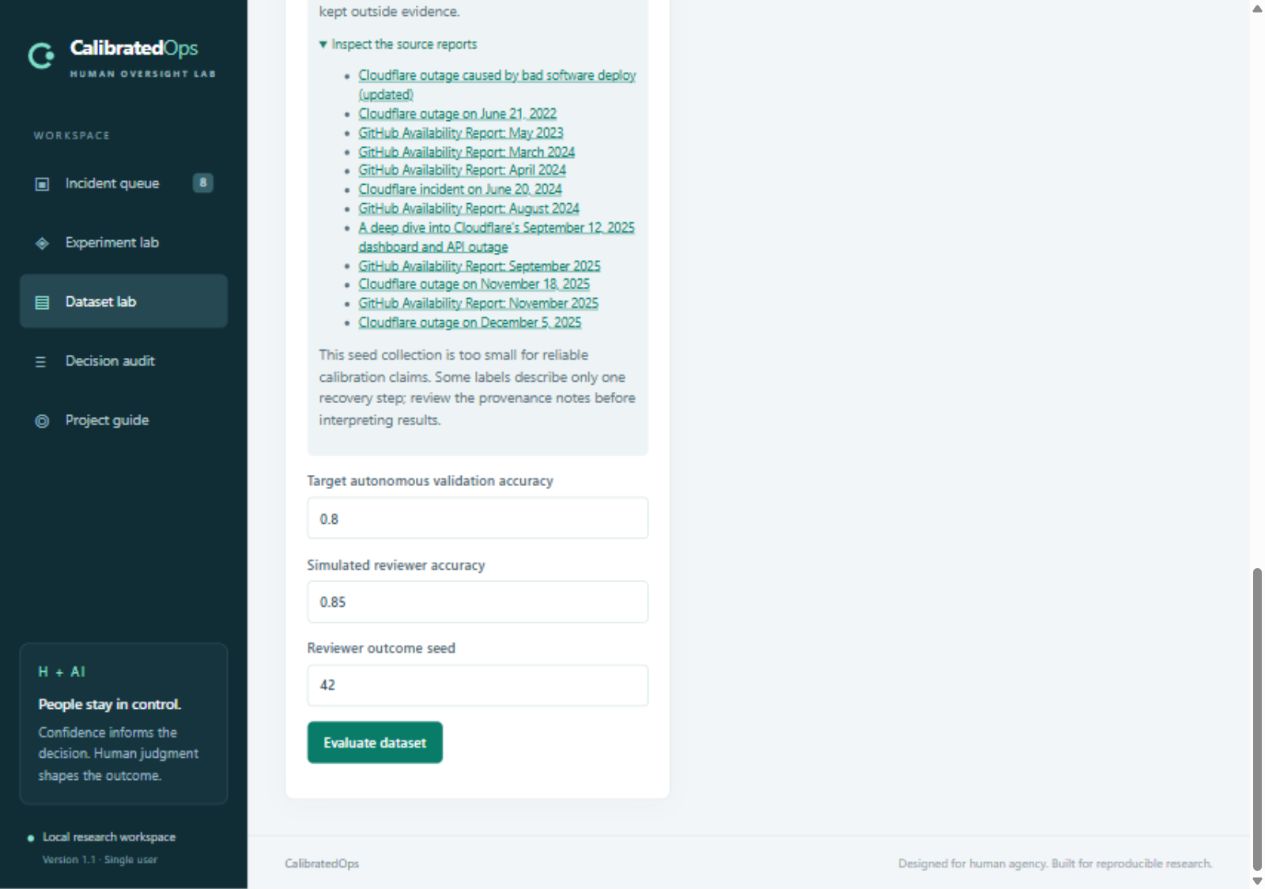 CalibratedOps
HUMAN OVERSIGHT LAB
WORKSPACE
Incident queue 8
Experiment lab
Dataset lab
Decision audit
Project guide
H + AI
People stay in control.
Confidence informs the
decision. Human judgment
shapes the outcome.
Local research workspace
Version 1.1 · Single user
kept outside evidence.
▼ Inspect the source reports
• Cloudflare outage caused by bad software deploy
(updated)
• Cloudflare outage on June 21, 2022
• GitHub Availability Report: May 2023
• GitHub Availability Report: March 2024
• GitHub Availability Report: April 2024
• Cloudflare incident on June 20, 2024
• GitHub Availability Report: August 2024
• A deep dive into Cloudflare's September 12, 2025
dashboard and API outage
• GitHub Availability Report: September 2025
• Cloudflare outage on November 18, 2025
• GitHub Availability Report: November 2025
• Cloudflare outage on December 5, 2025
This seed collection is too small for reliable
calibration claims. Some labels describe only one
recovery step; review the provenance notes before
interpreting results.
Target autonomous validation accuracy
0.8
Simulated reviewer accuracy
0.85
Reviewer outcome seed
42
Evaluate dataset
CalibratedOps
Designed for human agency. Built for reproducible research.